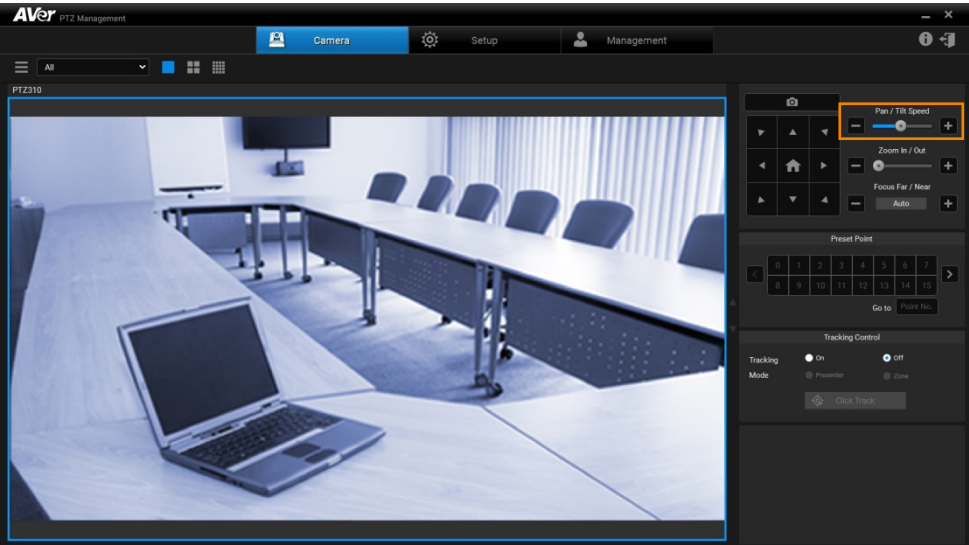 AVer PTZ Management
Camera
Setup
Management
All
PTZ310
Pan / Tilt Speed
Zoom In / Out
Focus Far / Near
Auto
Preset Point
0 1 2 3 4 5 6 7
8 9 10 11 12 13 14 15
Go to Point No.
Tracking Control
Tracking On Off
Mode Presenter Zone
Click Track